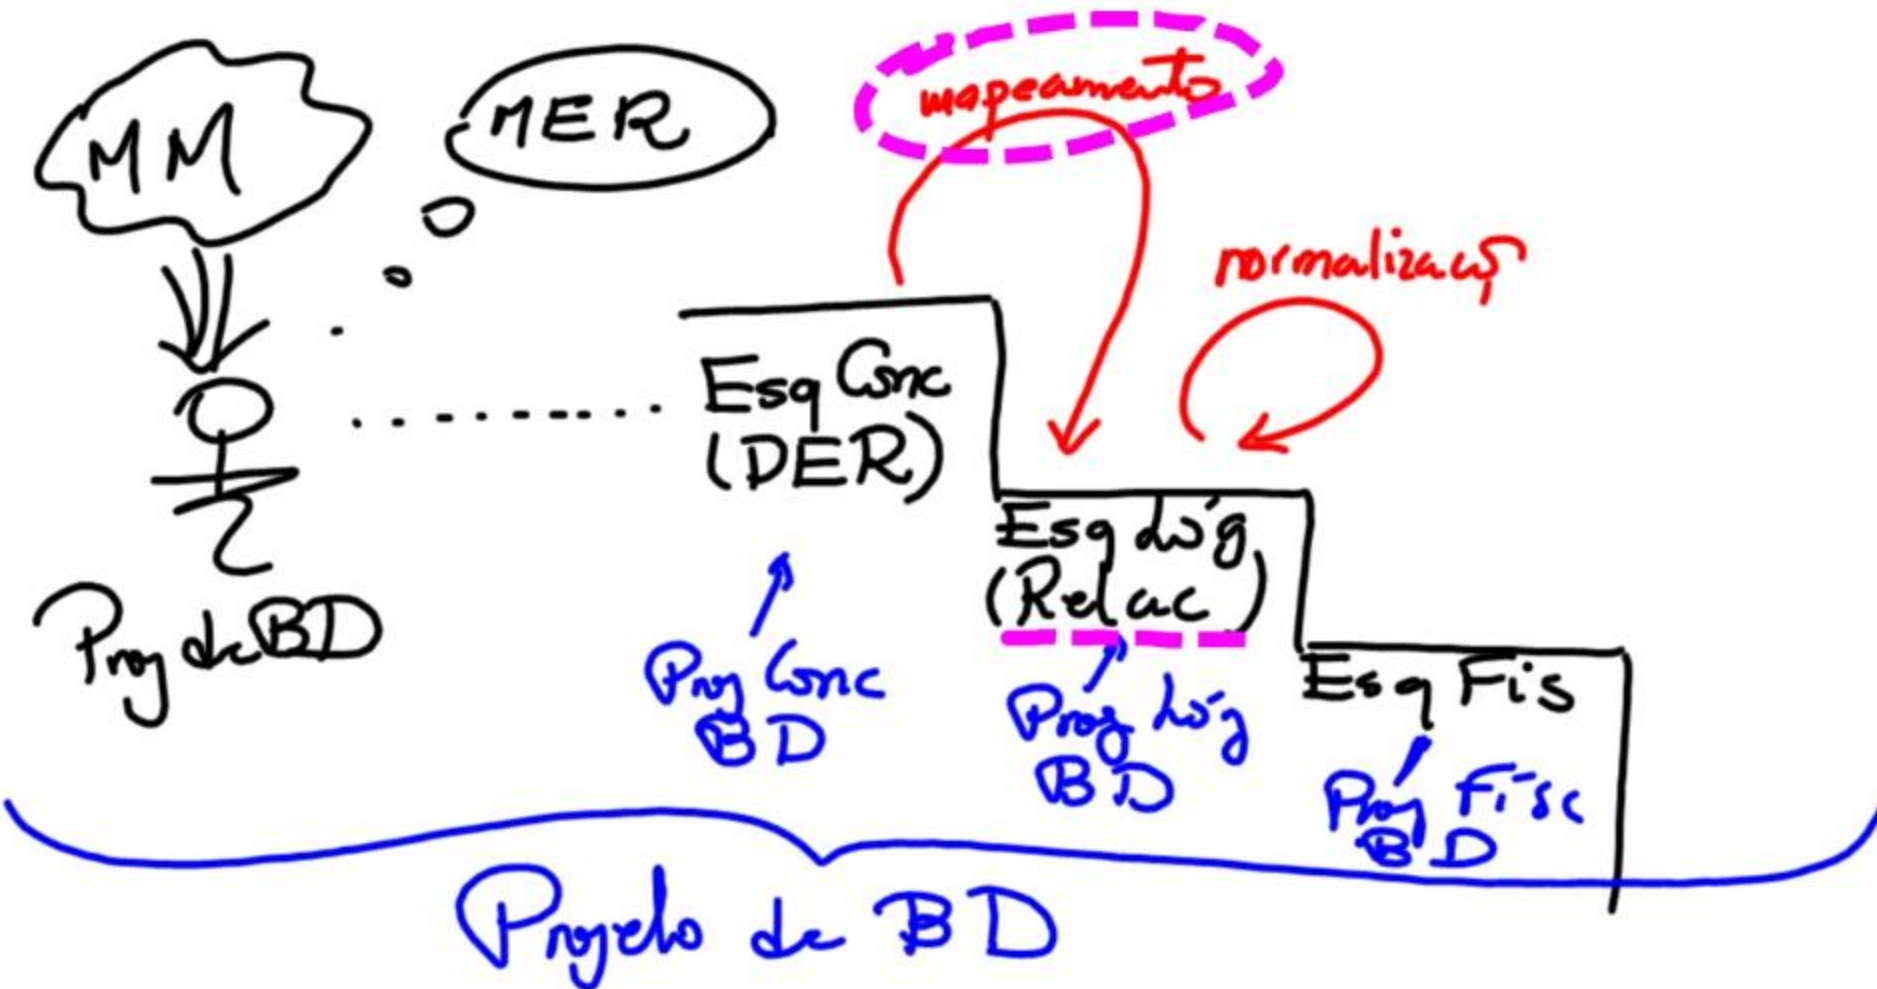 MM
MER
mapeamento
normalizaç
Esq Conc
(DER)
Esq Lóg
(Relac)
Esq Fis
Proj de BD
Proj Conc
BD
Proj Lóg
BD
Proj Físc
BD
Projeto de BD